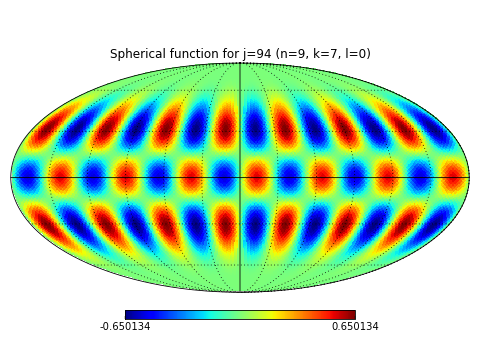 Spherical function for j=94 (n=9, k=7, l=0)
-0.650134
0.650134